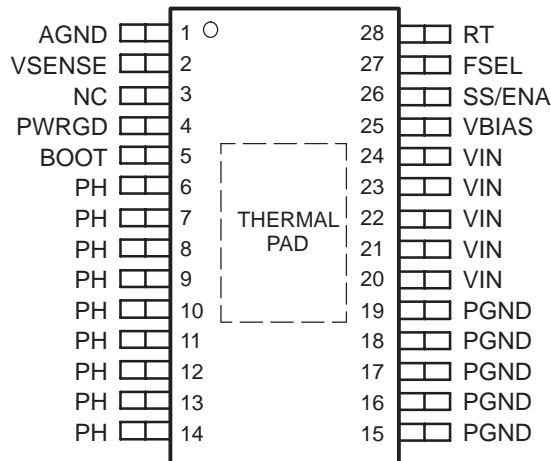 AGND 1 28 RT
VSENSE 2 27 FSEL
NC 3 26 SS/ENA
PWRGD 4 25 VBIAS
BOOT 5 24 VIN
PH 6 23 VIN
PH 7 22 VIN
PH 8 21 VIN
PH 9 20 VIN
PH 10 19 PGND
PH 11 18 PGND
PH 12 17 PGND
PH 13 16 PGND
PH 14 15 PGND
THERMAL
PAD